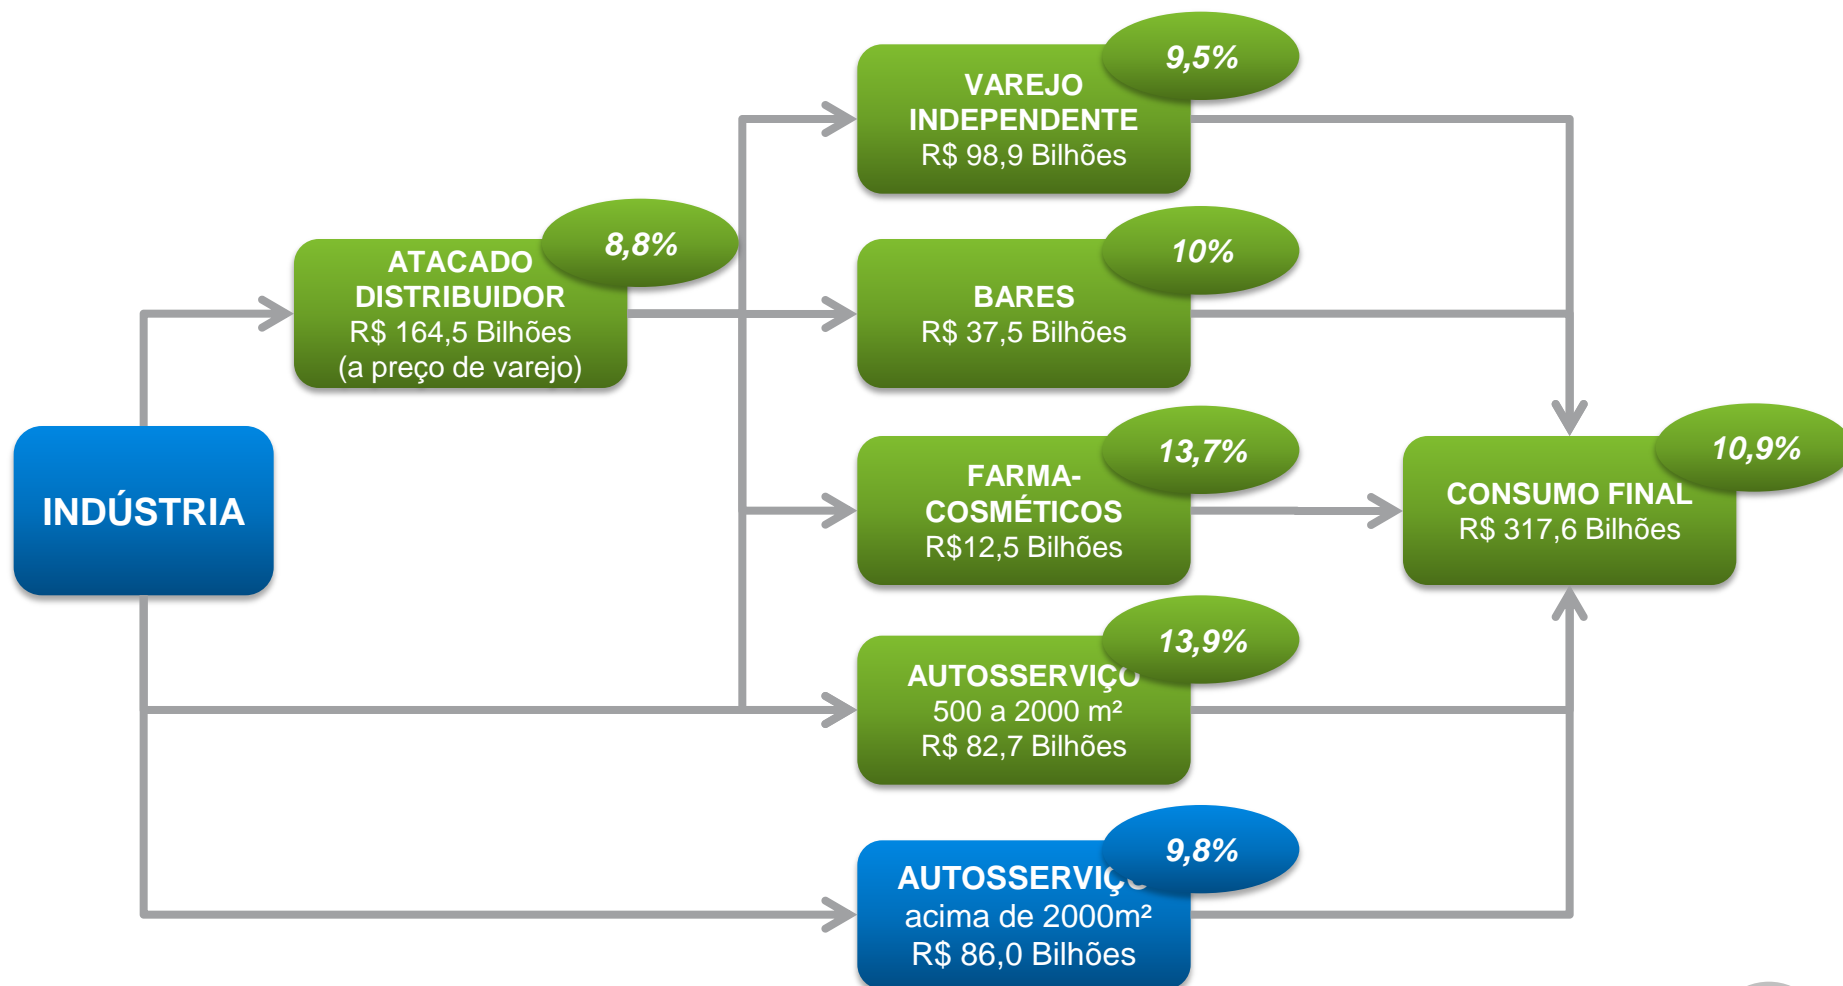 9,5%
VAREJO
INDEPENDENTE
R$ 98,9 Bilhões
8,8%
ATACADO
DISTRIBUIDOR
R$ 164,5 Bilhões
(a preço de varejo)
10%
BARES
R$ 37,5 Bilhões
INDÚSTRIA
13,7%
FARMA-
COSMÉTICOS
R$12,5 Bilhões
10,9%
CONSUMO FINAL
R$ 317,6 Bilhões
13,9%
AUTOSSERVIÇO
500 a 2000 m²
R$ 82,7 Bilhões
9,8%
AUTOSSERVIÇO
acima de 2000m²
R$ 86,0 Bilhões